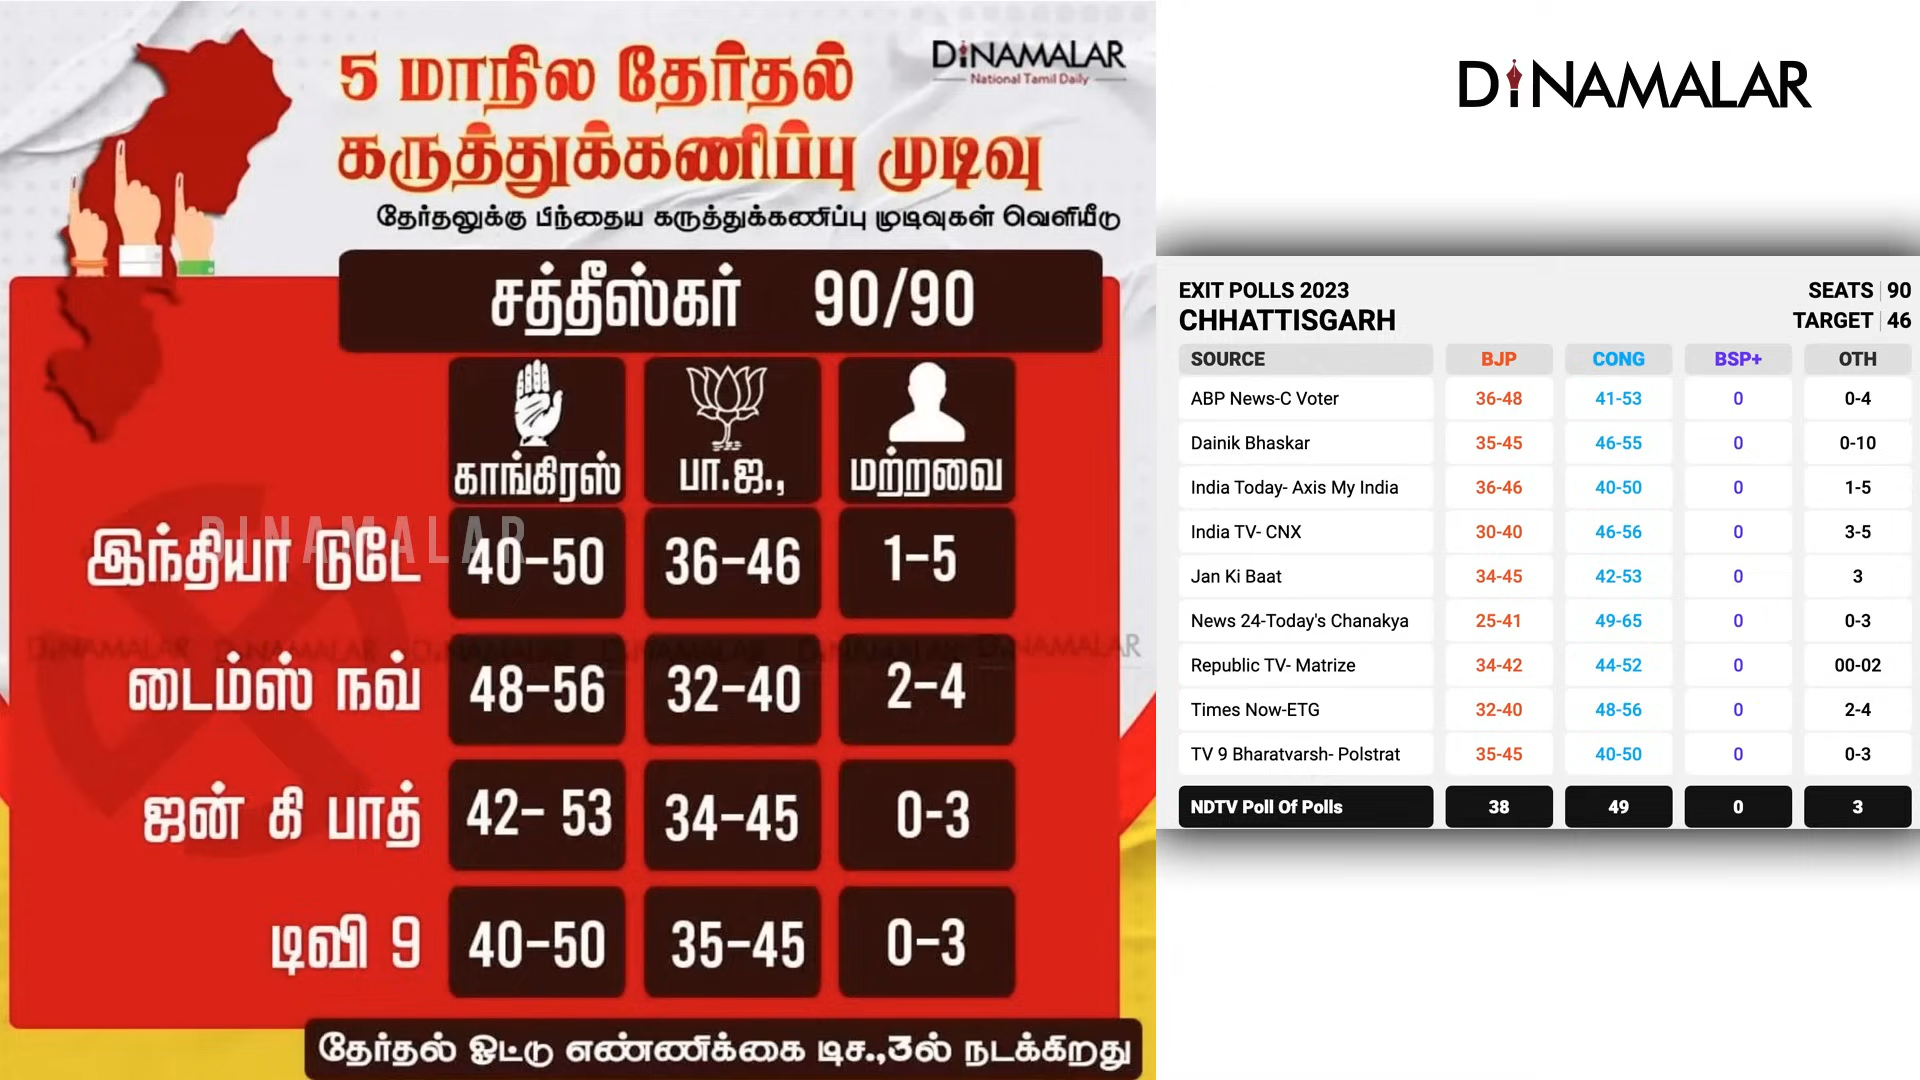 5 மாநில தேர்தல்
கருத்துக்கணிப்பு முடிவு
DiNAMALAR
National Tamil Daily
தேர்தலுக்கு பிந்தைய கருத்துக்கணிப்பு முடிவுகள் வெளியீடு
சத்தீஸ்கர் 90/90
காங்கிரஸ் பா.ஜ., மற்றவை
இந்தியா டுடே 40-50 36-46 1-5
DINAMALAR
DiNAMALAR DiNAMALAR DiNAMALAR DiNAMALAR DiNAMALAR DiNAMALAR
டைம்ஸ் நவ் 48-56 32-40 2-4
ஜன் கி பாத் 42- 53 34-45 0-3
டிவி 9 40-50 35-45 0-3
தேர்தல் ஓட்டு எண்ணிக்கை டிச.,3ல் நடக்கிறது
DiNAMALAR
EXIT POLLS 2023 SEATS | 90
CHHATTISGARH TARGET | 46
SOURCE BJP CONG BSP+ OTH
ABP News-C Voter 36-48 41-53 0 0-4
Dainik Bhaskar 35-45 46-55 0 0-10
India Today- Axis My India 36-46 40-50 0 1-5
India TV- CNX 30-40 46-56 0 3-5
Jan Ki Baat 34-45 42-53 0 3
News 24-Today's Chanakya 25-41 49-65 0 0-3
Republic TV- Matrize 34-42 44-52 0 00-02
Times Now-ETG 32-40 48-56 0 2-4
TV 9 Bharatvarsh- Polstrat 35-45 40-50 0 0-3
NDTV Poll Of Polls 38 49 0 3